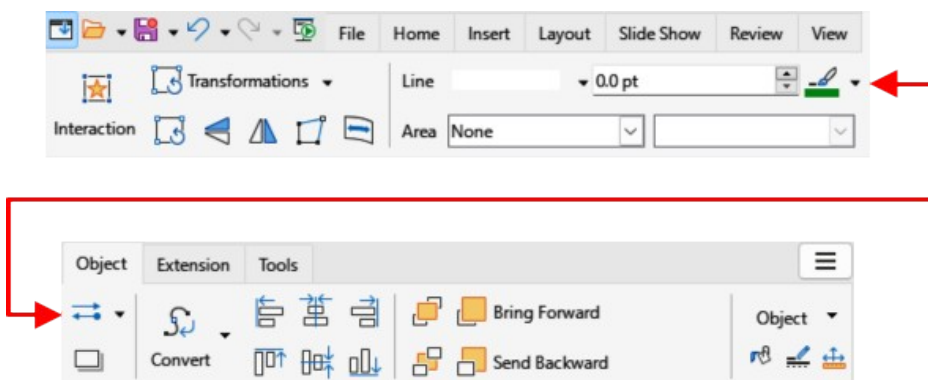 File Home Insert Layout Slide Show Review View
Transformations Line 0.0 pt
Interaction Area None
Object Extension Tools
Bring Forward Object
Convert Send Backward